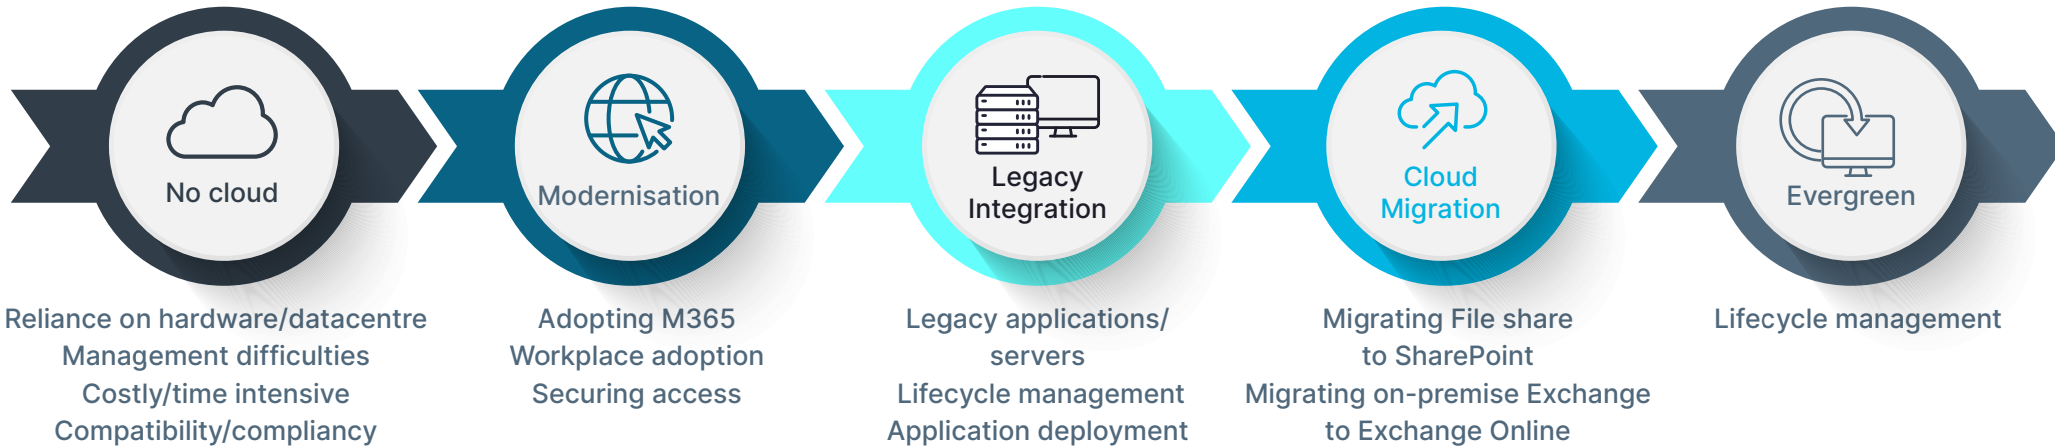 No cloud
Reliance on hardware/datacentre
Management difficulties
Costly/time intensive
Compatibility/compliancy
Modernisation
Adopting M365
Workplace adoption
Securing access
Legacy
Integration
Legacy applications/
servers
Lifecycle management
Application deployment
Cloud
Migration
Migrating File share
to SharePoint
Migrating on-premise Exchange
to Exchange Online
Evergreen
Lifecycle management